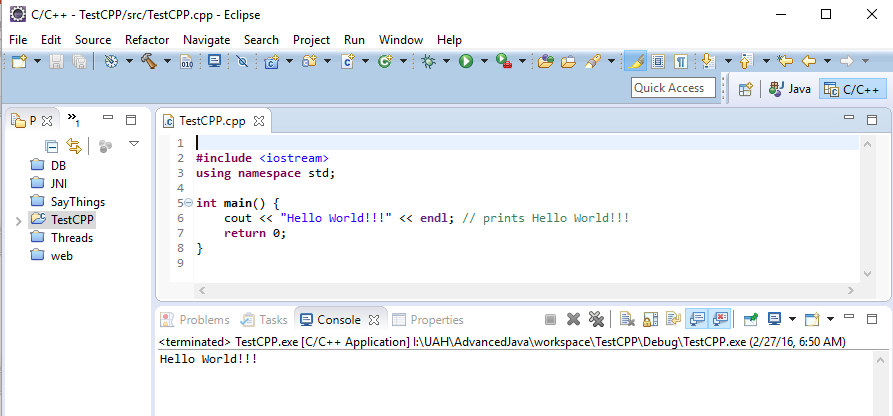 C/C++ - TestCPP/src/TestCPP.cpp - Eclipse
File Edit Source Refactor Navigate Search Project Run Window Help
010
Quick Access Java C/C++
P »1
TestCPP.cpp
DB
JNI
SayThings
TestCPP
Threads
web
1
2 #include <iostream>
3 using namespace std;
4
5 int main() {
6 cout << "Hello World!!!" << endl; // prints Hello World!!!
7 return 0;
8 }
9
Problems Tasks Console Properties
<terminated> TestCPP.exe [C/C++ Application] I:\UAH\AdvancedJava\workspace\TestCPP\Debug\TestCPP.exe (2/27/16, 6:50 AM)
Hello World!!!